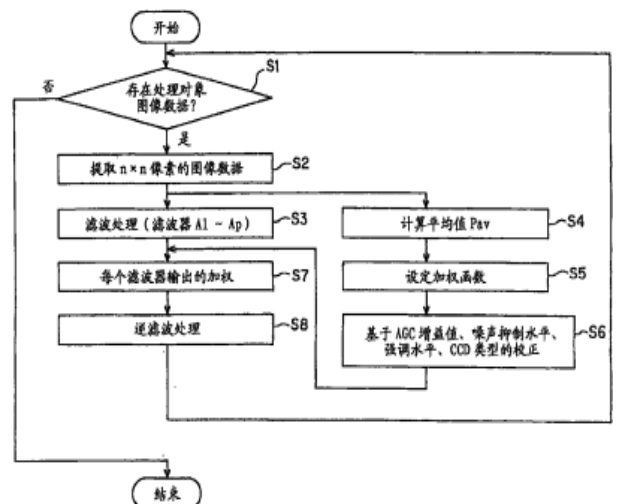 开始
S1
否
存在处理对象
图像数据?
是
提取 n×n 像素的图像数据
S2
滤波处理(滤波器 A1 ~ Ap)
S3
计算平均值 Pav
S4
每个滤波器输出的加权
S7
设定加权函数
S5
逆滤波处理
S8
基于 AGC 增益值、噪声抑制水平、
强调水平、CCD 类型的校正
S6
结束